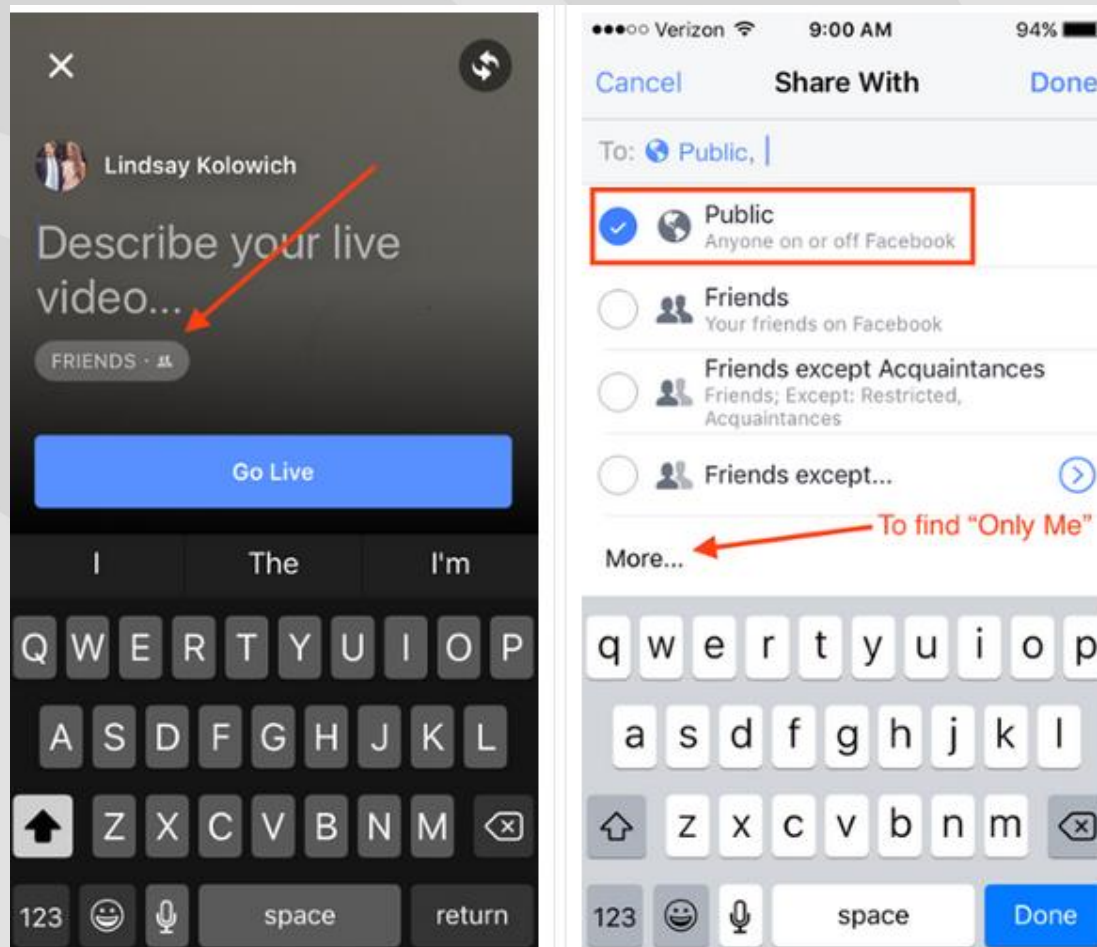 Lindsay Kolowich
Describe your live
video...
FRIENDS ·
Go Live
I The I'm
Q W E R T Y U I O P
A S D F G H J K L
Z X C V B N M
123 space return
Verizon 9:00 AM 94%
Cancel Share With Done
To: Public,
Public
Anyone on or off Facebook
Friends
Your friends on Facebook
Friends except Acquaintances
Friends; Except: Restricted,
Acquaintances
Friends except...
To find “Only Me”
More...
q w e r t y u i o p
a s d f g h j k l
z x c v b n m
123 space Done